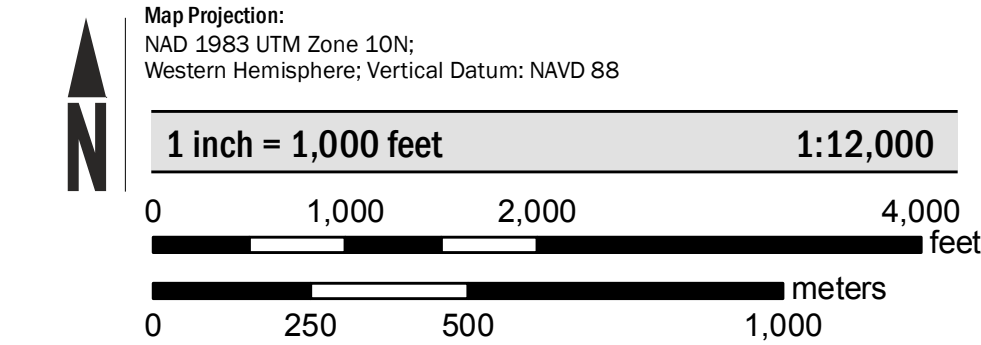 Map Projection:
NAD 1983 UTM Zone 10N;
Western Hemisphere; Vertical Datum: NAVD 88
N
1 inch = 1,000 feet 1:12,000
0 1,000 2,000 4,000
feet
meters
0 250 500 1,000